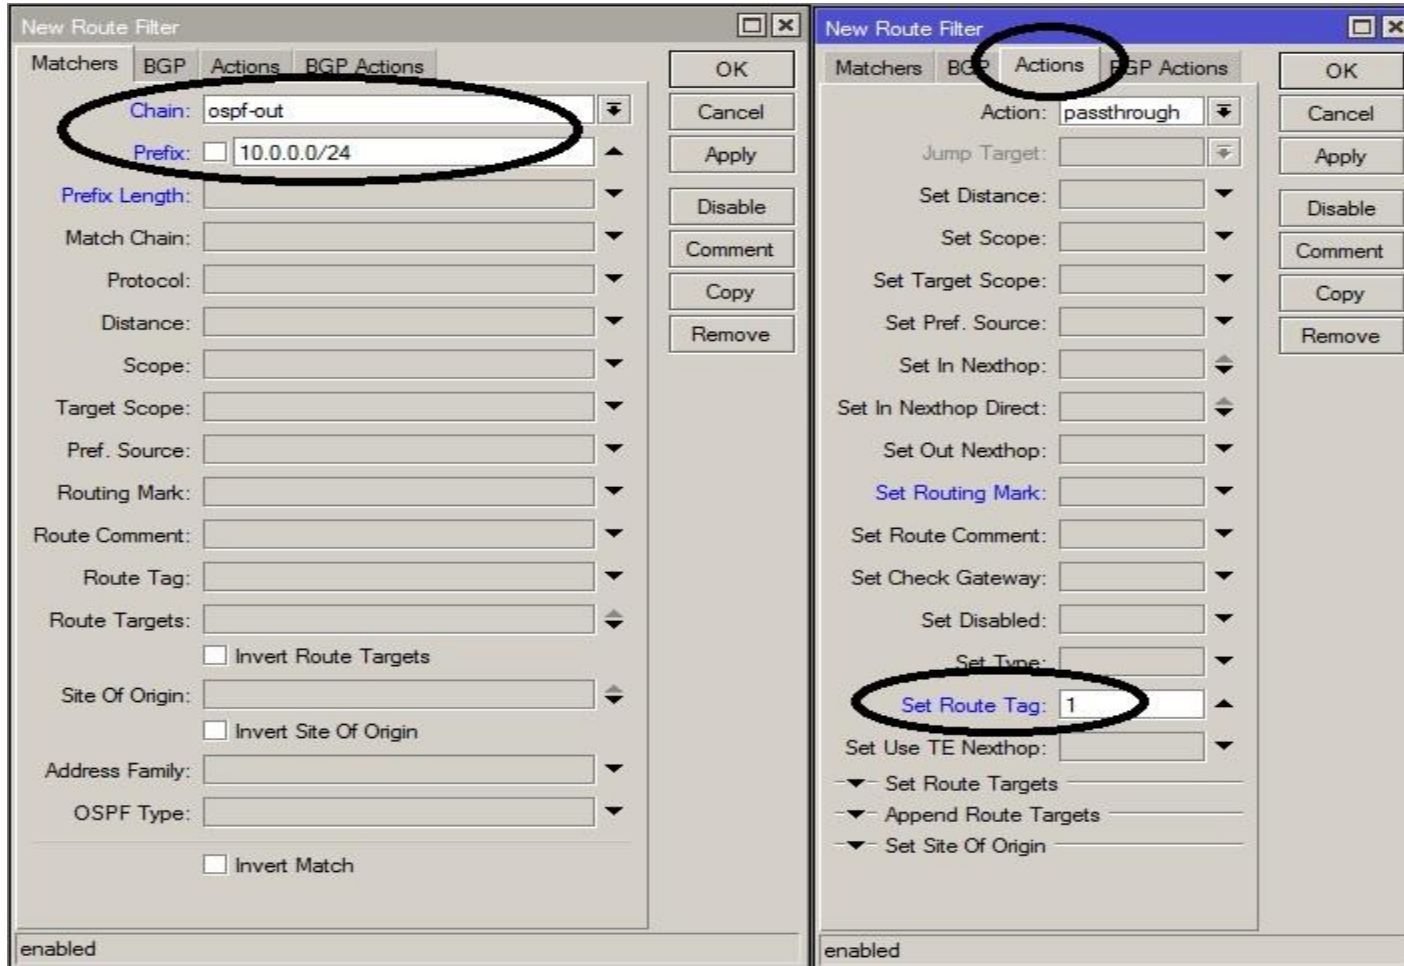 New Route Filter
Matchers BGP Actions BGP Actions
Chain: ospf-out
Prefix: 10.0.0.0/24
Prefix Length:
Match Chain:
Protocol:
Distance:
Scope:
Target Scope:
Pref. Source:
Routing Mark:
Route Comment:
Route Tag:
Route Targets:
Invert Route Targets
Site Of Origin:
Invert Site Of Origin
Address Family:
OSPF Type:
Invert Match
enabled
OK
Cancel
Apply
Disable
Comment
Copy
Remove
New Route Filter
Matchers BGP Actions BGP Actions
Action: passthrough
Jump Target:
Set Distance:
Set Scope:
Set Target Scope:
Set Pref. Source:
Set In Nexthop:
Set In Nexthop Direct:
Set Out Nexthop:
Set Routing Mark:
Set Route Comment:
Set Check Gateway:
Set Disabled:
Set Type:
Set Route Tag: 1
Set Use TE Nexthop:
Set Route Targets
Append Route Targets
Set Site Of Origin
enabled
OK
Cancel
Apply
Disable
Comment
Copy
Remove